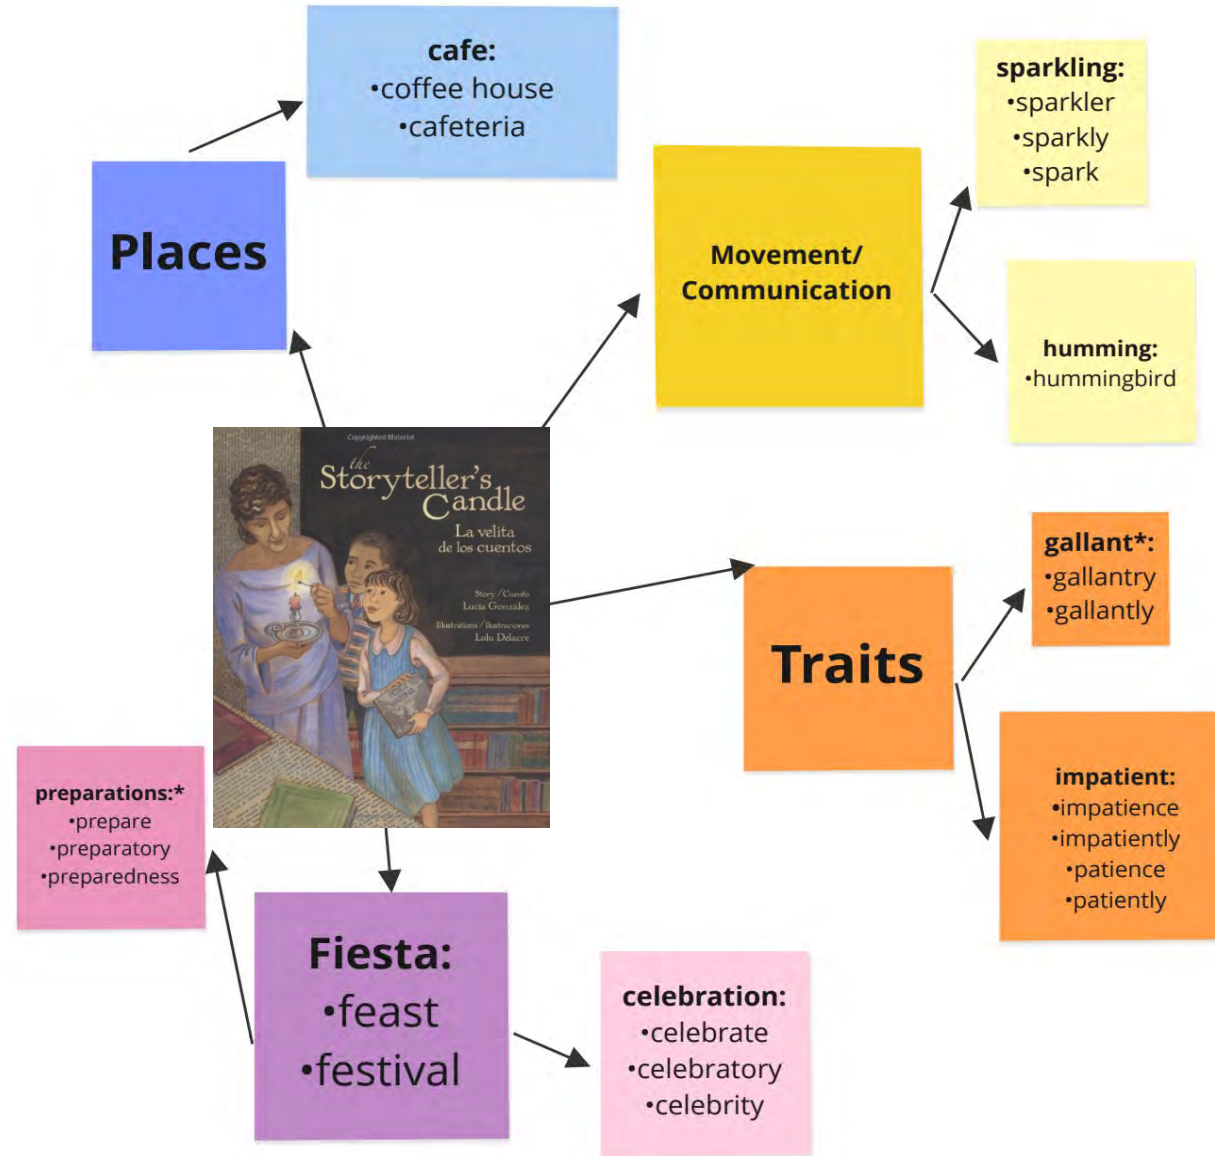 cafe:
•coffee house
•cafeteria
Places
Movement/
Communication
sparkling:
•sparkler
•sparkly
•spark
humming:
•hummingbird
Copyrighted Material
the
Storyteller's
Candle
La velita
de los cuentos
Story / Cuento
Lucía González
Illustrations / Ilustraciones
Lulu Delacre
gallant*:
•gallantry
•gallantly
Traits
impatient:
•impatience
•impatiently
•patience
•patiently
preparations:*
•prepare
•preparatory
•preparedness
Fiesta:
•feast
•festival
celebration:
•celebrate
•celebratory
•celebrity